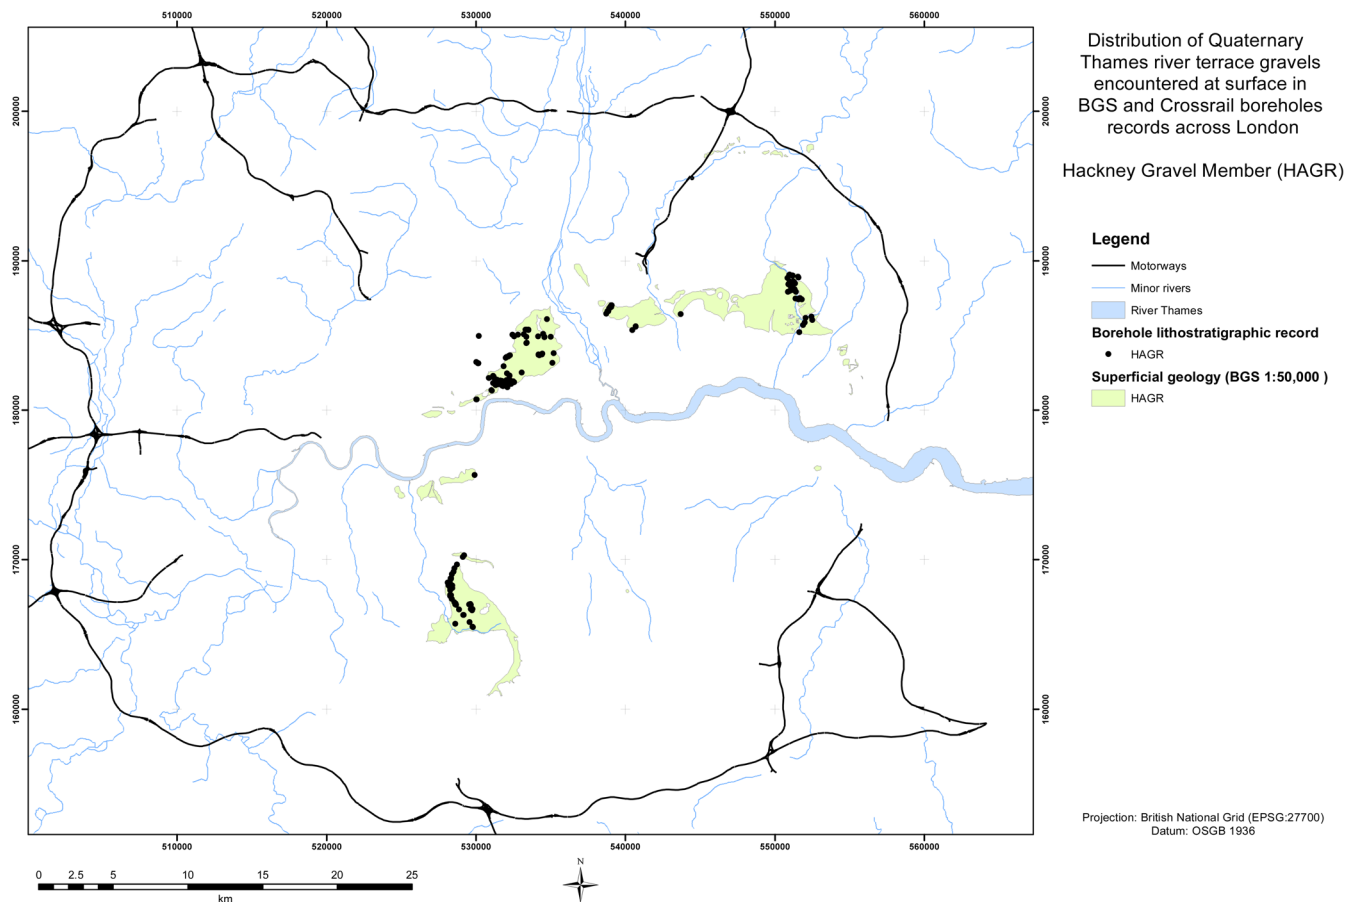 510000 520000 530000 540000 550000 560000
Distribution of Quaternary
Thames river terrace gravels
encountered at surface in
BGS and Crossrail boreholes
records across London
Hackney Gravel Member (HAGR)
200000 200000
190000 190000
180000 180000
170000 170000
160000 160000
Legend
Motorways
Minor rivers
River Thames
Borehole lithostratigraphic record
HAGR
Superficial geology (BGS 1:50,000 )
HAGR
Projection: British National Grid (EPSG:27700)
Datum: OSGB 1936
510000 520000 530000 540000 550000 560000
0 2.5 5 10 15 20 25
km
N